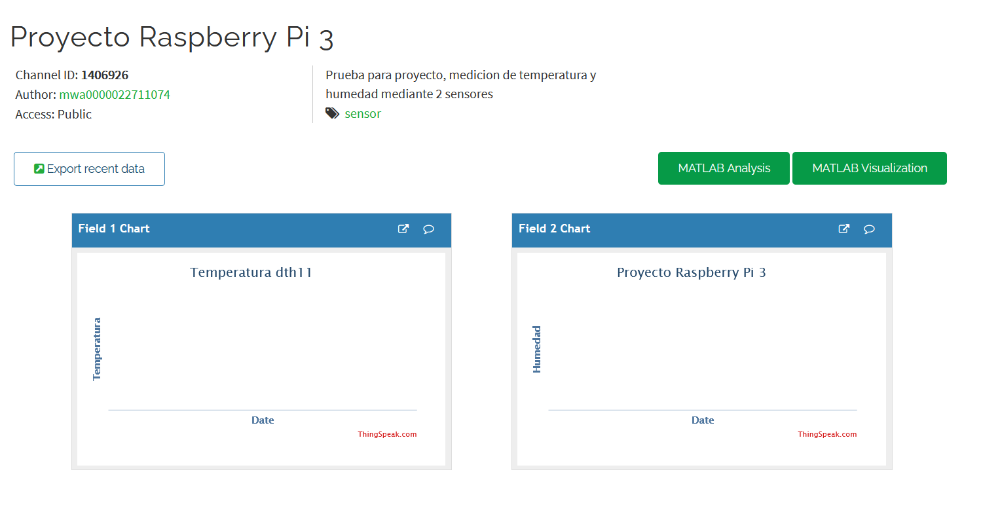 Proyecto Raspberry Pi 3
Channel ID: 1406926
Author: mwa0000022711074
Access: Public
Prueba para proyecto, medicion de temperatura y
humedad mediante 2 sensores
sensor
Export recent data
MATLAB Analysis
MATLAB Visualization
Field 1 Chart
Temperatura dth11
Temperatura
Date
ThingSpeak.com
Field 2 Chart
Proyecto Raspberry Pi 3
Humedad
Date
ThingSpeak.com